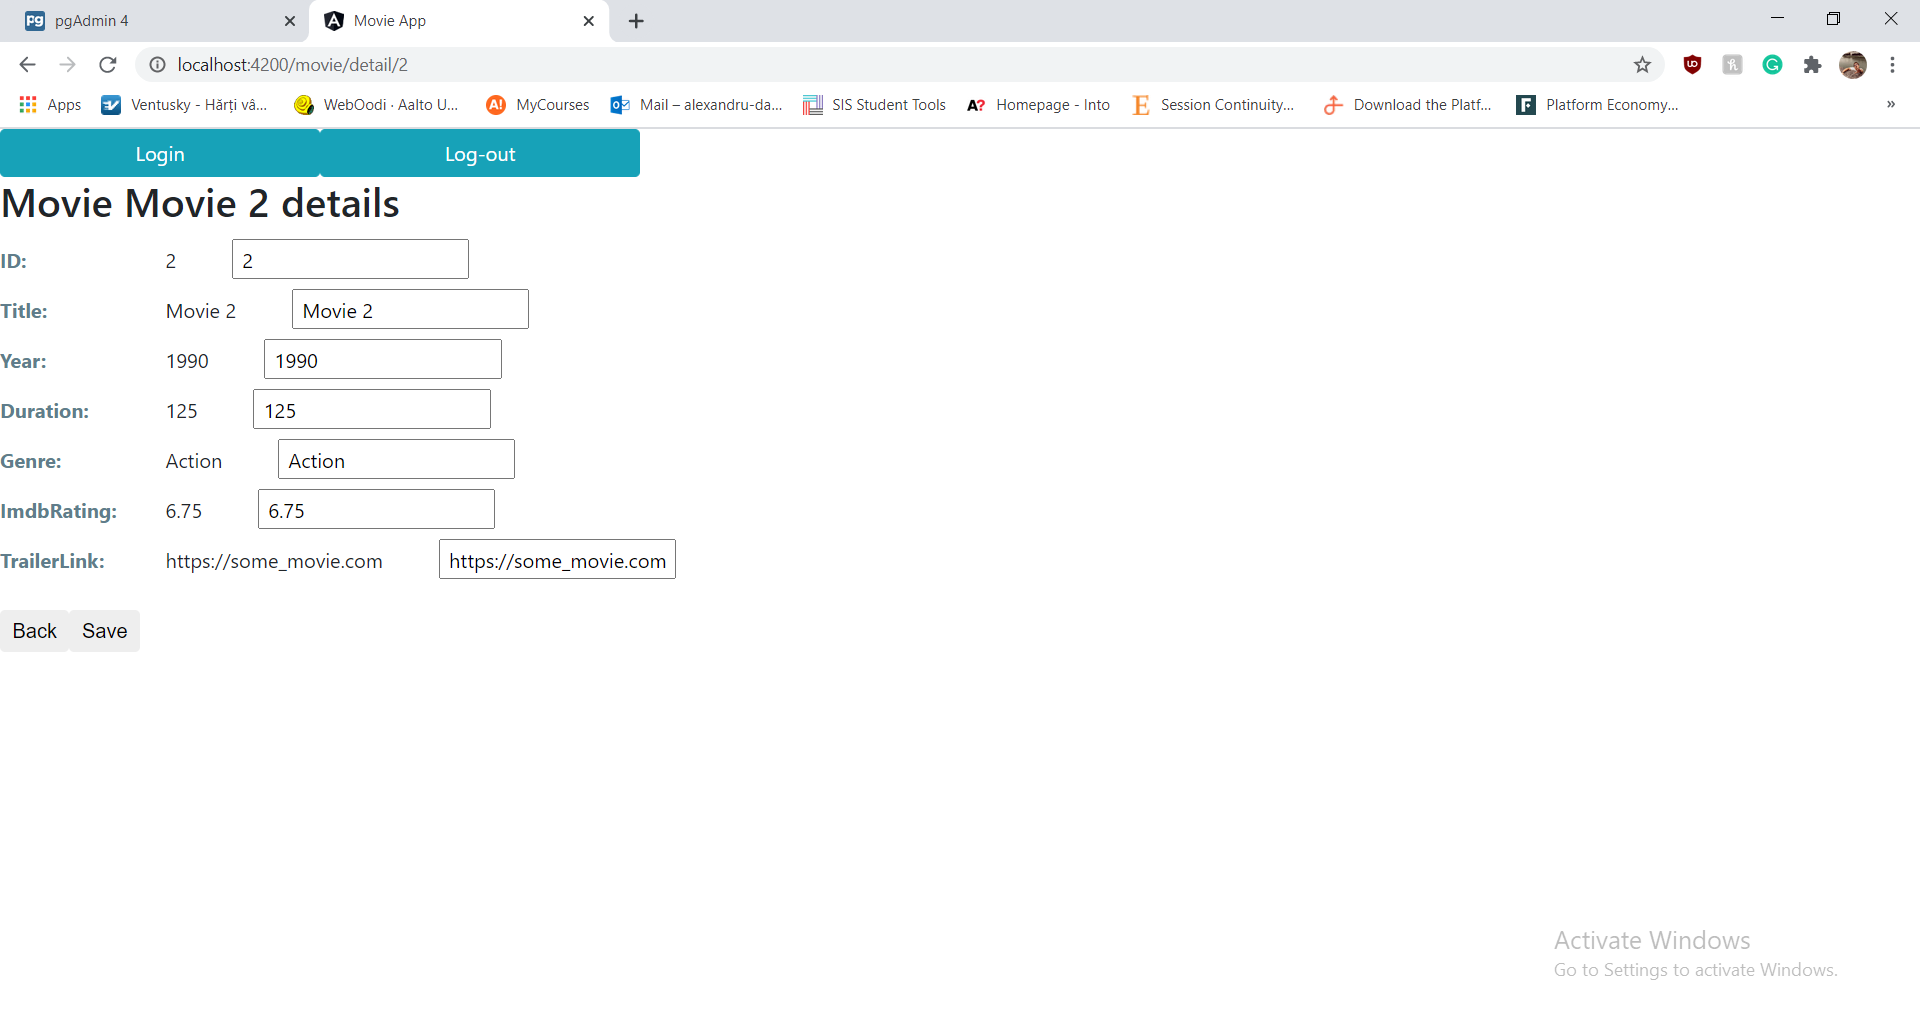 pgAdmin 4
Movie App
localhost:4200/movie/detail/2
Apps Ventusky - Hărți vâ... WebOodi · Aalto U... MyCourses Mail – alexandru-da... SIS Student Tools Homepage - Into Session Continuity... Download the Platf... Platform Economy... »
Login Log-out
Movie Movie 2 details
ID: 2 2
Title: Movie 2 Movie 2
Year: 1990 1990
Duration: 125 125
Genre: Action Action
ImdbRating: 6.75 6.75
TrailerLink: https://some_movie.com https://some_movie.com
Back Save
Activate Windows
Go to Settings to activate Windows.